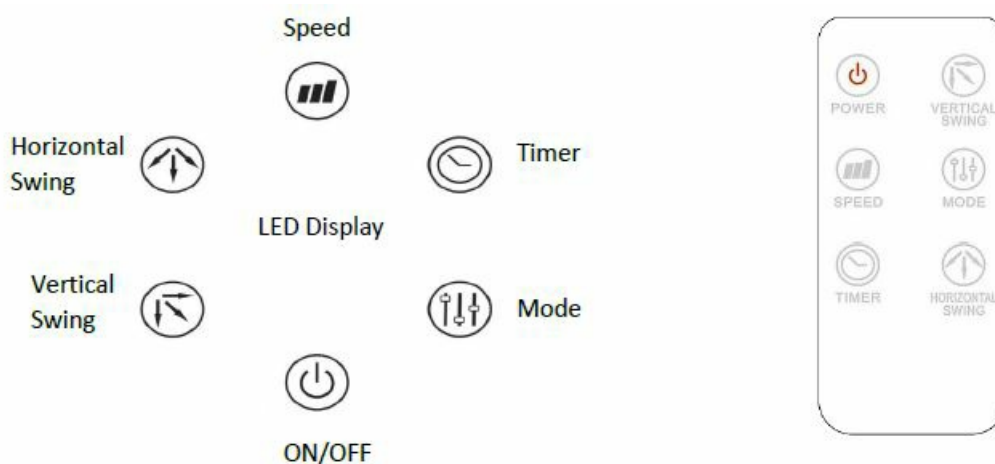 Speed
Horizontal
Swing
Timer
LED Display
Vertical
Swing
Mode
ON/OFF
POWER
VERTICAL
SWING
SPEED
MODE
TIMER
HORIZONTAL
SWING